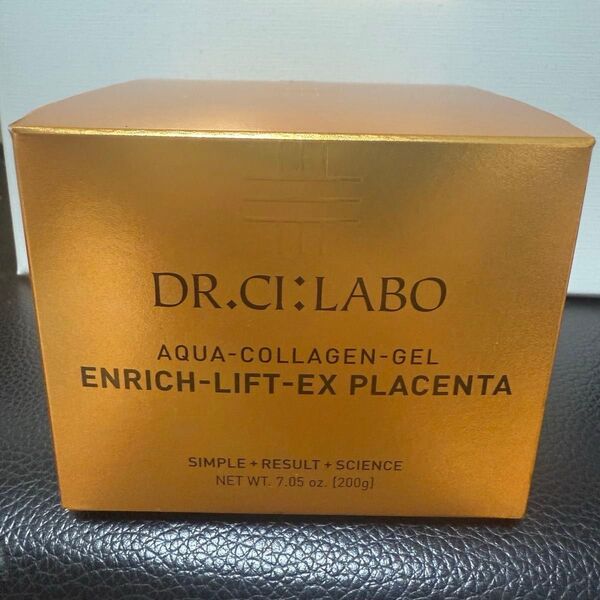 DR.CI:LABO
AQUA-COLLAGEN-GEL
ENRICH-LIFT-EX PLACENTA
SIMPLE + RESULT + SCIENCE
NET WT. 7.05 oz. [200g]